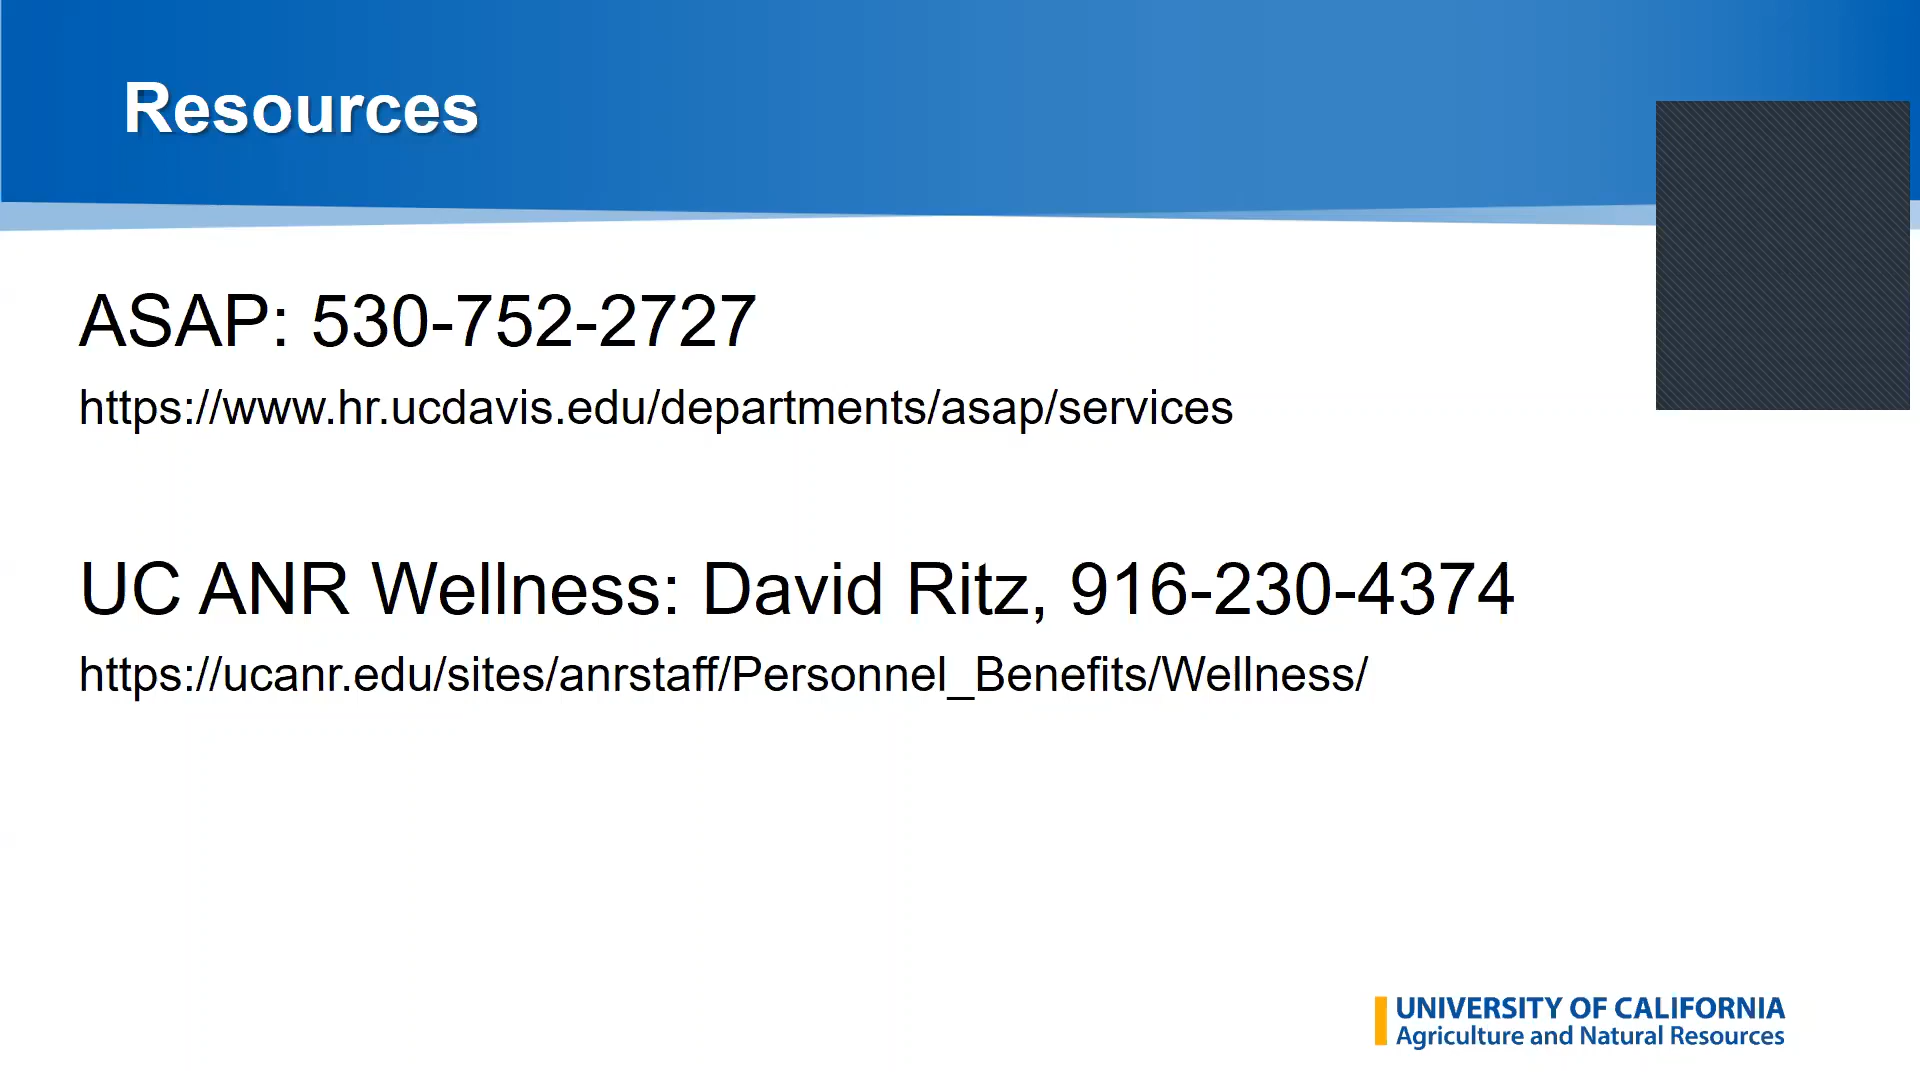 Resources
ASAP: 530-752-2727
https://www.hr.ucdavis.edu/departments/asap/services
UC ANR Wellness: David Ritz, 916-230-4374
https://ucanr.edu/sites/anrstaff/Personnel_Benefits/Wellness/
UNIVERSITY OF CALIFORNIA
Agriculture and Natural Resources